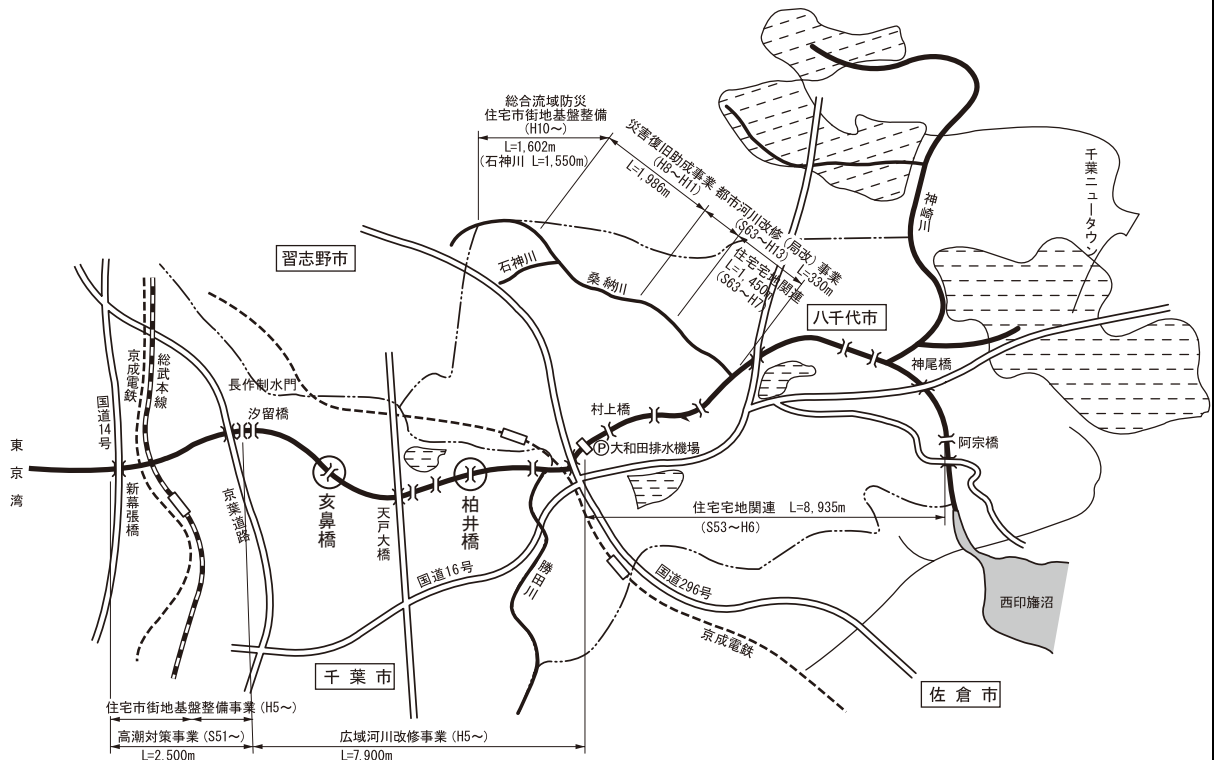 総合流域防災
住宅市街地基盤整備
(H10～)
L=1,602m
(石神川 L=1,550m)
災害復旧助成事業
(H8～H11)
L=1,986m
都市河川改修(局改)事業
(S63～H13) L=330m
住宅宅地関連
L=1,450m
(S63～H7)
千葉ニュータウン
神崎川
習志野市
石神川
桑納川
八千代市
神尾橋
京成電鉄
総武本線
国道14号
長作制水門
汐留橋
村上橋
Ⓟ大和田排水機場
阿宗橋
東京湾
新幕張橋
京葉道路
亥鼻橋
天戸大橋
柏井橋
住宅宅地関連 L=8,935m
(S53～H6)
国道16号
勝田川
国道296号
西印旛沼
京成電鉄
千葉市
佐倉市
住宅市街地基盤整備事業(H5～)
高潮対策事業(S51～)
L=2,500m
広域河川改修事業(H5～)
L=7,900m